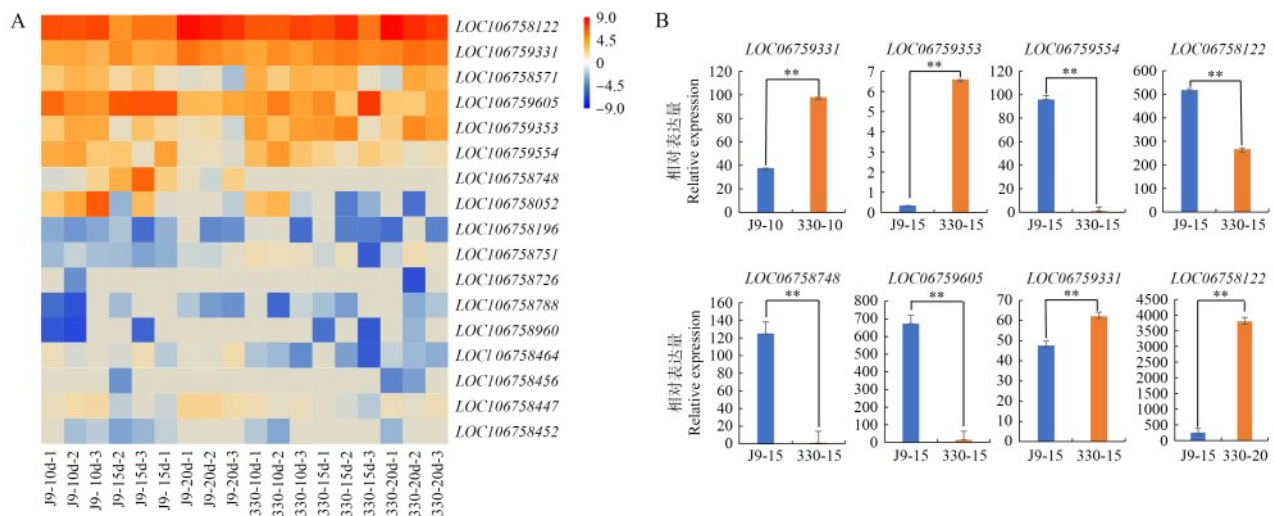 A
LOC106758122
LOC106759331
LOC106758571
LOC106759605
LOC106759353
LOC106759554
LOC106758748
LOC106758052
LOC106758196
LOC106758751
LOC106758726
LOC106758788
LOC106758960
LOC106758464
LOC106758456
LOC106758447
LOC106758452
9.0
4.5
0
−4.5
−9.0
J9-10d-1
J9-10d-2
J9-10d-3
J9-15d-2
J9-15d-3
J9-15d-1
J9-20d-1
J9-20d-2
J9-20d-3
330-10d-1
330-10d-2
330-10d-3
330-15d-1
330-15d-2
330-15d-3
330-20d-1
330-20d-2
330-20d-3
B
相对表达量
Relative expression
LOC06759331
**
120
100
80
60
40
20
0
J9-10 330-10
LOC06759353
**
7
6
5
4
3
2
1
0
J9-15 330-15
LOC06759554
**
120
100
80
60
40
20
0
J9-15 330-15
LOC06758122
**
600
500
400
300
200
100
0
J9-15 330-15
相对表达量
Relative expression
LOC06758748
**
160
140
120
100
80
60
40
20
0
J9-15 330-15
LOC06759605
**
800
700
600
500
400
300
200
100
0
J9-15 330-15
LOC06759331
**
70
60
50
40
30
20
10
0
J9-15 330-15
LOC06758122
**
4500
4000
3500
3000
2500
2000
1500
1000
500
0
J9-15 330-20